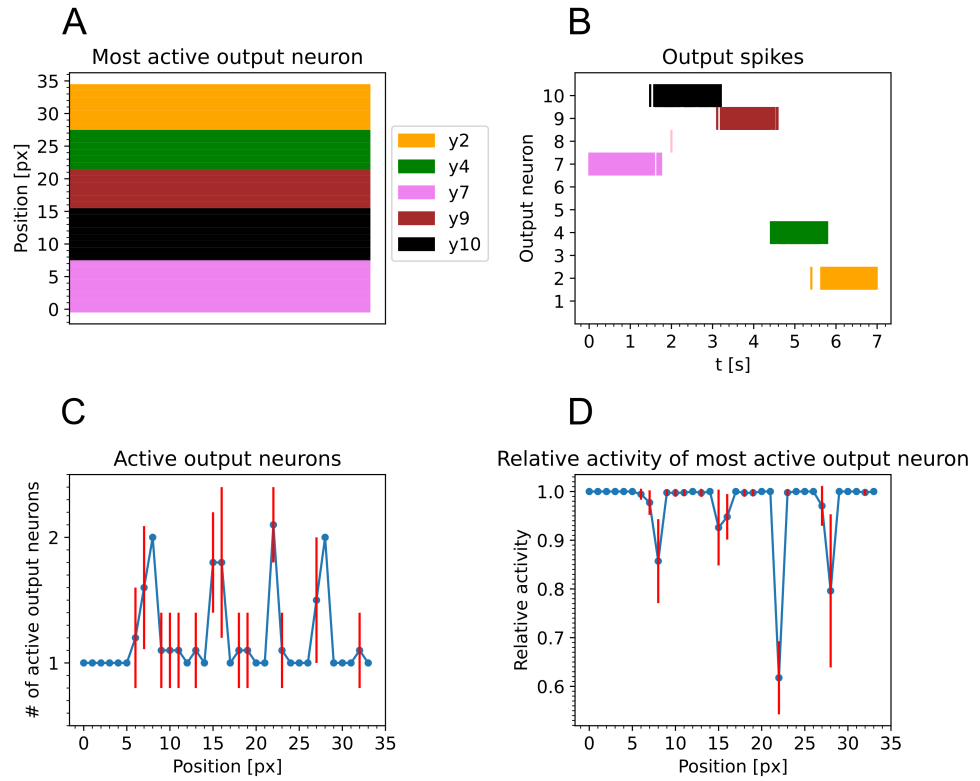 A
Most active output neuron
Position [px]
35
30
25
20
15
10
5
0
y2
y4
y7
y9
y10
B
Output spikes
Output neuron
10
9
8
7
6
5
4
3
2
1
0 1 2 3 4 5 6 7
t [s]
C
Active output neurons
# of active output neurons
2
1
0 5 10 15 20 25 30 35
Position [px]
D
Relative activity of most active output neuron
Relative activity
1.0
0.9
0.8
0.7
0.6
0 5 10 15 20 25 30 35
Position [px]